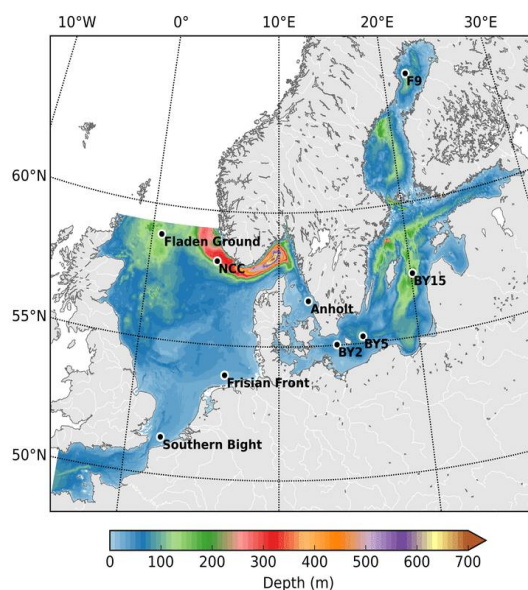 10°W 0° 10°E 20°E 30°E
F9
60°N
Fladen Ground
NCC
BY15
Anholt
55°N
BY5
BY2
Frisian Front
Southern Bight
50°N
0 100 200 300 400 500 600 700
Depth (m)